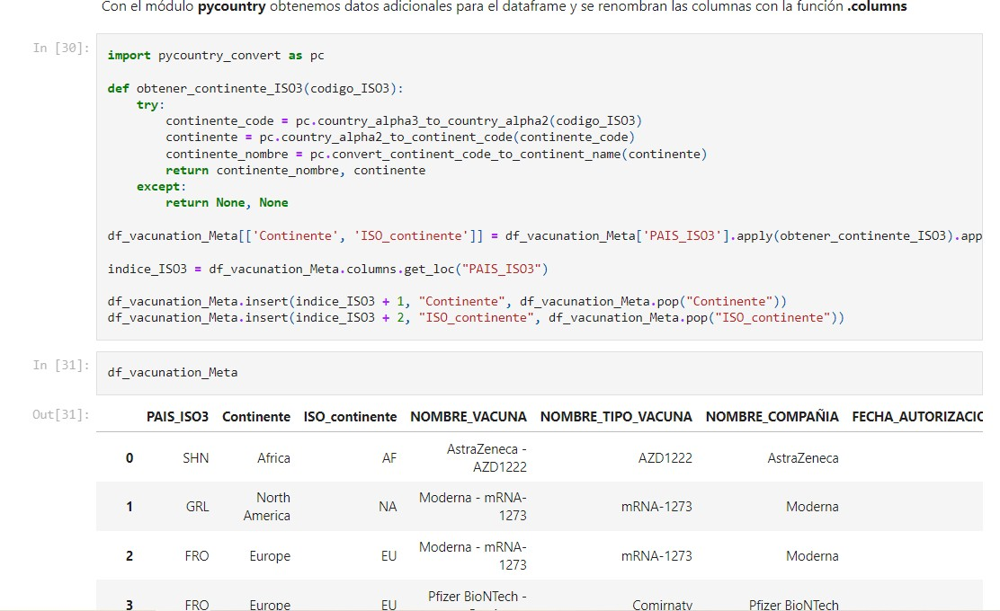 Con el módulo pycountry obtenemos datos adicionales para el dataframe y se renombran las columnas con la función .columns
In [30]:
import pycountry_convert as pc
def obtener_continente_ISO3(codigo_ISO3):
    try:
        continente_code = pc.country_alpha3_to_country_alpha2(codigo_ISO3)
        continente = pc.country_alpha2_to_continent_code(continente_code)
        continente_nombre = pc.convert_continent_code_to_continent_name(continente)
        return continente_nombre, continente
    except:
        return None, None
df_vacunation_Meta[['Continente', 'ISO_continente']] = df_vacunation_Meta['PAIS_ISO3'].apply(obtener_continente_ISO3).app
indice_ISO3 = df_vacunation_Meta.columns.get_loc("PAIS_ISO3")
df_vacunation_Meta.insert(indice_ISO3 + 1, "Continente", df_vacunation_Meta.pop("Continente"))
df_vacunation_Meta.insert(indice_ISO3 + 2, "ISO_continente", df_vacunation_Meta.pop("ISO_continente"))
In [31]:
df_vacunation_Meta
Out[31]:
PAIS_ISO3 Continente ISO_continente NOMBRE_VACUNA NOMBRE_TIPO_VACUNA NOMBRE_COMPAÑIA FECHA_AUTORIZACIO
0 SHN Africa AF AstraZeneca - AZD1222 AZD1222 AstraZeneca
1 GRL North America NA Moderna - mRNA-1273 mRNA-1273 Moderna
2 FRO Europe EU Moderna - mRNA-1273 mRNA-1273 Moderna
3 FRO Europe EU Pfizer BioNTech - Comirnaty Pfizer BioNTech